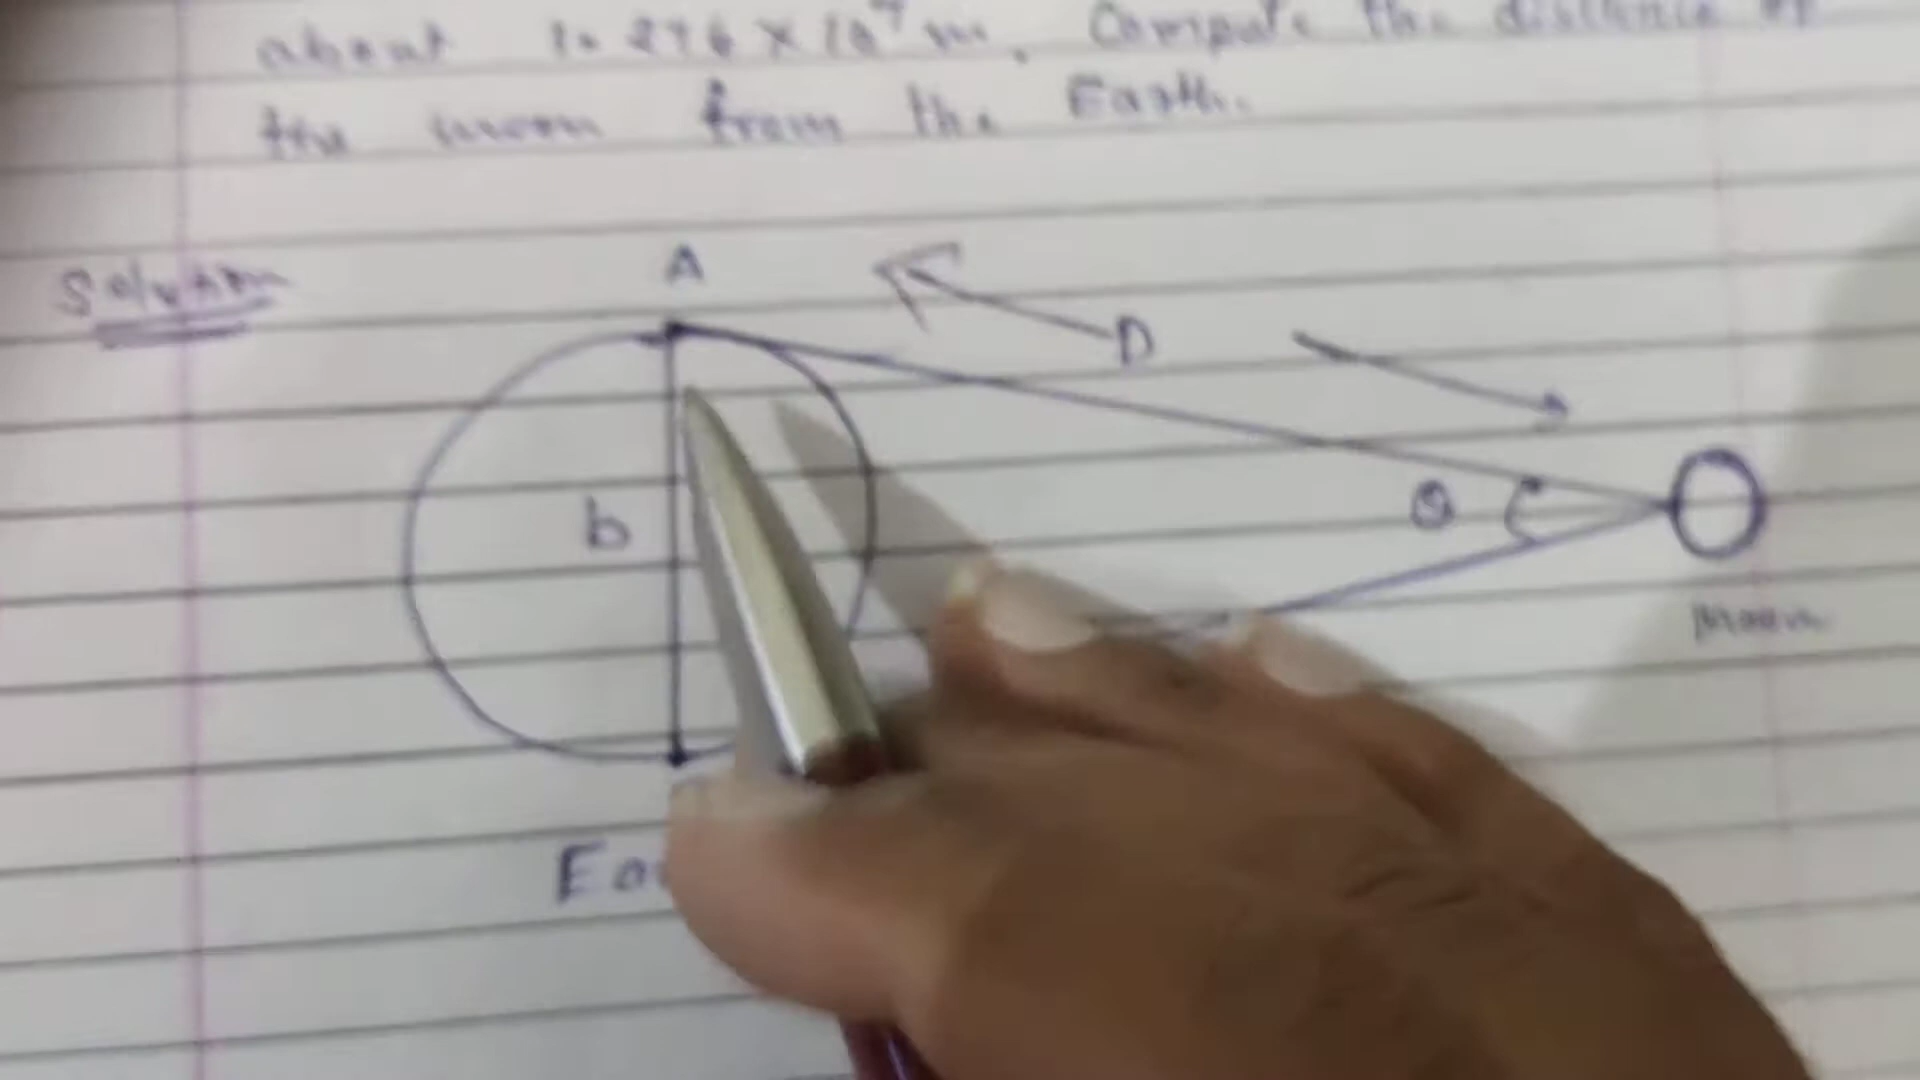 about 1.276 × 10⁷ m. Compute the distance of
the moon from the Earth.
Solution
A
D
b
θ
Moon
Ea